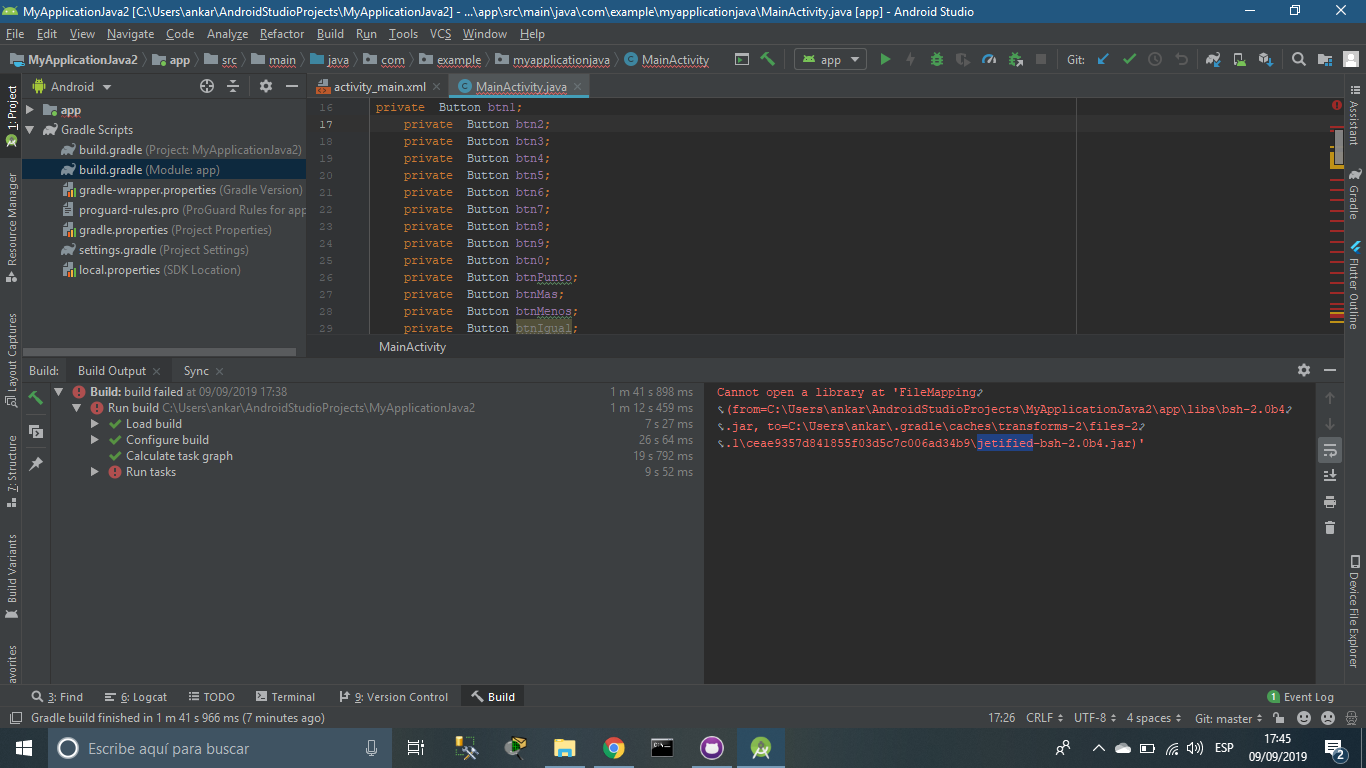 MyApplicationJava2 [C:\Users\ankar\AndroidStudioProjects\MyApplicationJava2] - ...\app\src\main\java\com\example\myapplicationjava\MainActivity.java [app] - Android Studio
File Edit View Navigate Code Analyze Refactor Build Run Tools VCS Window Help
MyApplicationJava2 app src main java com example myapplicationjava MainActivity app Git:
Android
activity_main.xml MainActivity.java
1: Project
Resource Manager
Layout Captures
7: Structure
Build Variants
avorites
app
Gradle Scripts
build.gradle (Project: MyApplicationJava2)
build.gradle (Module: app)
gradle-wrapper.properties (Gradle Version)
proguard-rules.pro (ProGuard Rules for app
gradle.properties (Project Properties)
settings.gradle (Project Settings)
local.properties (SDK Location)
16 private Button btn1;
17 private Button btn2;
18 private Button btn3;
19 private Button btn4;
20 private Button btn5;
21 private Button btn6;
22 private Button btn7;
23 private Button btn8;
24 private Button btn9;
25 private Button btn0;
26 private Button btnPunto;
27 private Button btnMas;
28 private Button btnMenos;
29 private Button btnIgual;
MainActivity
Assistant
Gradle
Flutter Outline
Device File Explorer
Build: Build Output Sync
Build: build failed at 09/09/2019 17:38 1 m 41 s 898 ms
Run build C:\Users\ankar\AndroidStudioProjects\MyApplicationJava2 1 m 12 s 459 ms
Load build 7 s 27 ms
Configure build 26 s 64 ms
Calculate task graph 19 s 792 ms
Run tasks 9 s 52 ms
Cannot open a library at 'FileMapping
(from=C:\Users\ankar\AndroidStudioProjects\MyApplicationJava2\app\libs\bsh-2.0b4
.jar, to=C:\Users\ankar\.gradle\caches\transforms-2\files-2
.1\ceae9357d841855f03d5c7c006ad34b9\jetified-bsh-2.0b4.jar)'
3: Find 6: Logcat TODO Terminal 9: Version Control Build 1 Event Log
Gradle build finished in 1 m 41 s 966 ms (7 minutes ago) 17:26 CRLF UTF-8 4 spaces Git: master
Escribe aquí para buscar
ESP
17:45
09/09/2019
2